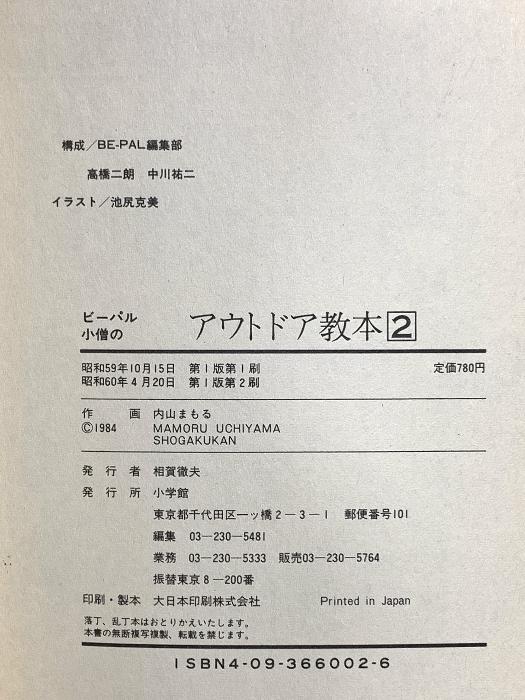 構成／BE-PAL編集部
高橋二朗　中川祐二
イラスト／池尻克美
ビーパル
小僧の
アウトドア教本2
昭和59年10月15日　第1版第1刷　定価780円
昭和60年4月20日　第1版第2刷
作　画　内山まもる
©1984　MAMORU UCHIYAMA
SHOGAKUKAN
発行者　相賀徹夫
発行所　小学館
東京都千代田区一ッ橋2−3−1　郵便番号101
編集　03−230−5481
業務　03−230−5333　販売03−230−5764
振替東京8−200番
印刷・製本　大日本印刷株式会社　Printed in Japan
落丁、乱丁本はおとりかえいたします。
本書の無断複写複製、転載を禁じます。
ISBN4-09-366002-6